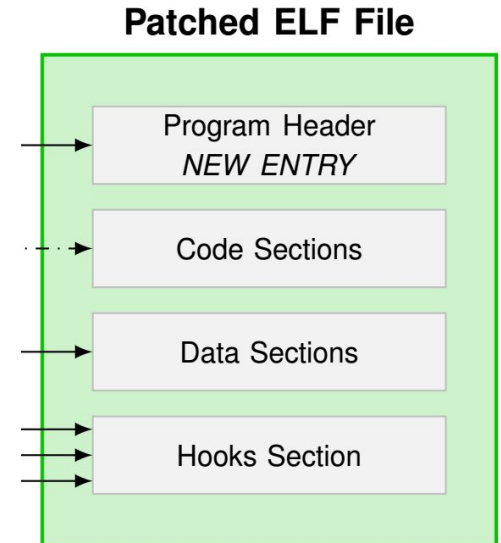 Patched ELF File
Program Header
NEW ENTRY
Code Sections
Data Sections
Hooks Section